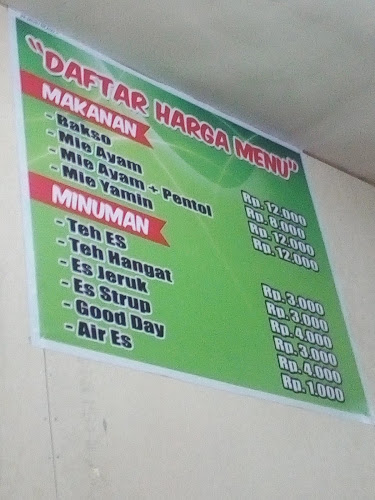 "DAFTAR HARGA MENU"
MAKANAN
- Bakso Rp. 12.000
- Mie Ayam Rp. 8.000
- Mie Ayam + Pentol Rp. 12.000
- Mie Yamin Rp. 12.000
MINUMAN
- Teh ES Rp. 3.000
- Teh Hangat Rp. 3.000
- Es Jeruk Rp. 4.000
- Es Strup Rp. 3.000
- Good Day Rp. 4.000
- Air Es Rp. 1.000